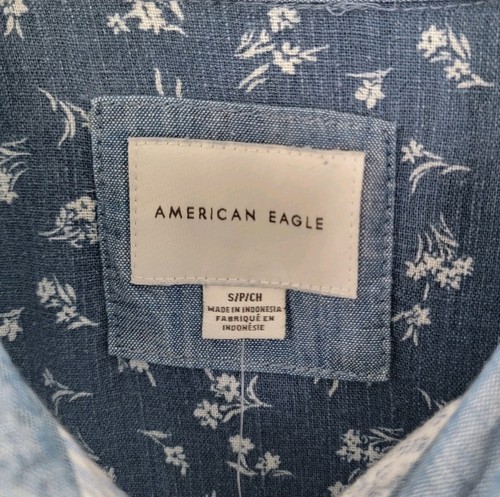 AMERICAN EAGLE
S/P/CH
MADE IN INDONESIA
FABRIQUÉ EN
INDONÉSIE